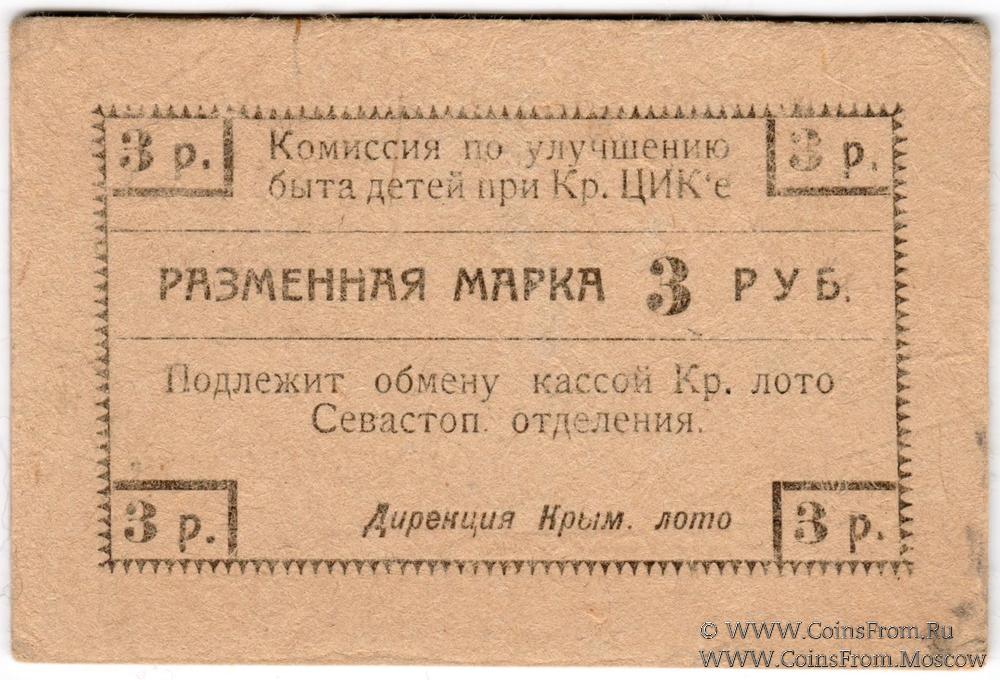 3 р. Комиссия по улучшению 3 р.
быта детей при Кр. ЦИК'е
РАЗМЕННАЯ МАРКА 3 РУБ.
Подлежит обмену кассой Кр. лото
Севастоп. отделения.
3 р. Дирекция Крым. лото 3 р.
© WWW.CoinsFrom.Ru
WWW.CoinsFrom.Moscow